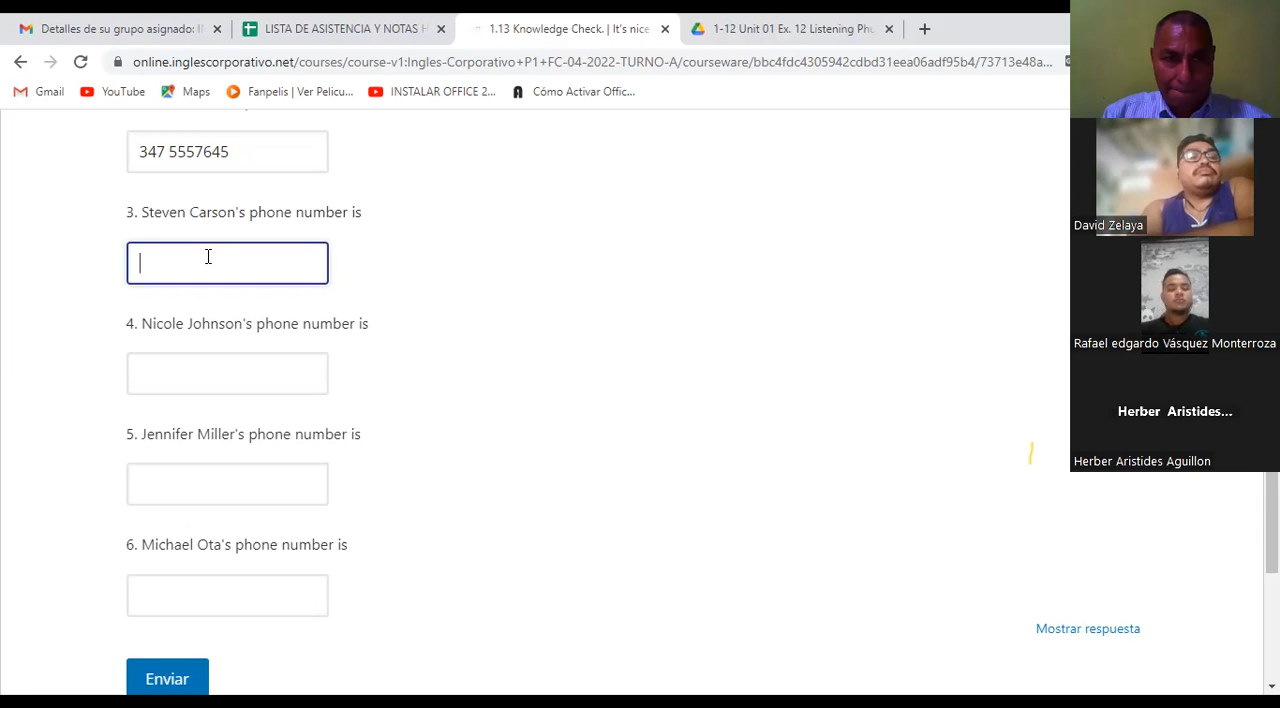 Detalles de su grupo asignado: I
LISTA DE ASISTENCIA Y NOTAS H
1.13 Knowledge Check. | It's nice
1-12 Unit 01 Ex. 12 Listening Pho
online.inglescorporativo.net/courses/course-v1:Ingles-Corporativo+P1+FC-04-2022-TURNO-A/courseware/bbc4fdc4305942cdbd31eea06adf95b4/73713e48a...
Gmail
YouTube
Maps
Fanpelis | Ver Pelicu...
INSTALAR OFFICE 2...
Cómo Activar Offic...
347 5557645
3. Steven Carson's phone number is
4. Nicole Johnson's phone number is
5. Jennifer Miller's phone number is
6. Michael Ota's phone number is
Mostrar respuesta
Enviar
David Zelaya
Rafael edgardo Vásquez Monterroza
Herber Aristides...
Herber Aristides Aguillon